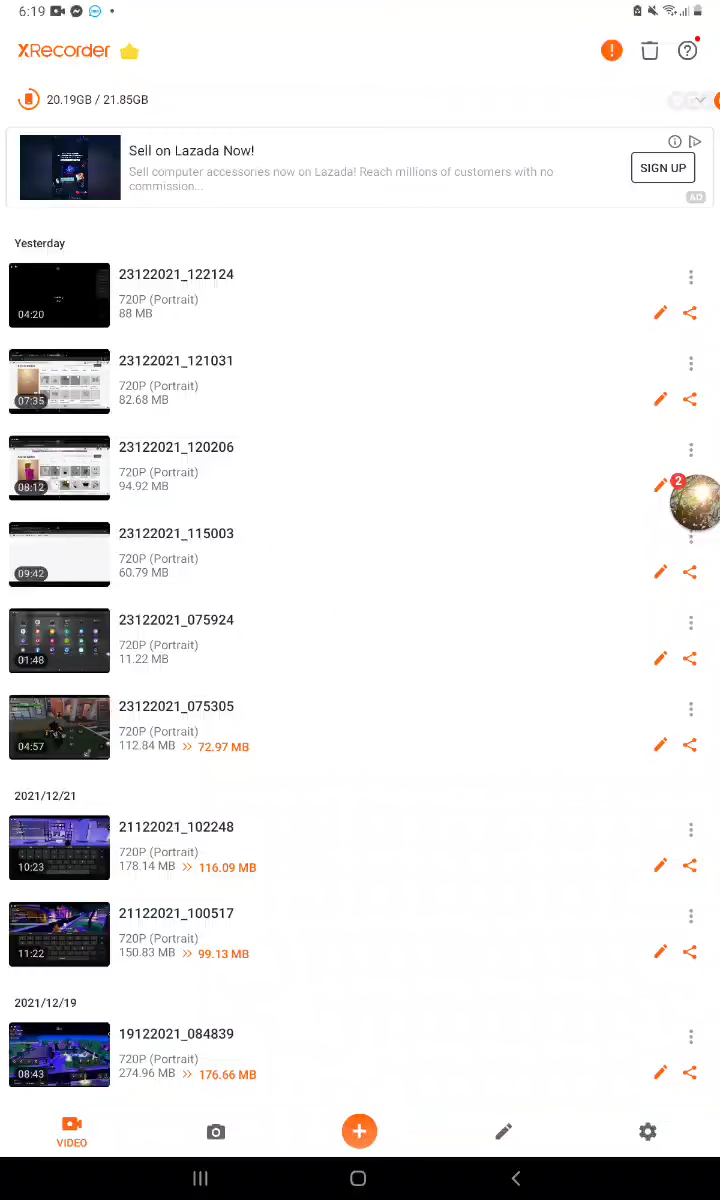 6:19
XRecorder
20.19GB / 21.85GB
Sell on Lazada Now!
Sell computer accessories now on Lazada! Reach millions of customers with no
commission...
SIGN UP
AD
Yesterday
23122021_122124
720P (Portrait)
88 MB
04:20
23122021_121031
720P (Portrait)
82.68 MB
07:35
23122021_120206
720P (Portrait)
94.92 MB
08:12
2
23122021_115003
720P (Portrait)
60.79 MB
09:42
23122021_075924
720P (Portrait)
11.22 MB
01:48
23122021_075305
720P (Portrait)
112.84 MB » 72.97 MB
04:57
2021/12/21
21122021_102248
720P (Portrait)
178.14 MB » 116.09 MB
10:23
21122021_100517
720P (Portrait)
150.83 MB » 99.13 MB
11:22
2021/12/19
19122021_084839
720P (Portrait)
274.96 MB » 176.66 MB
08:43
VIDEO